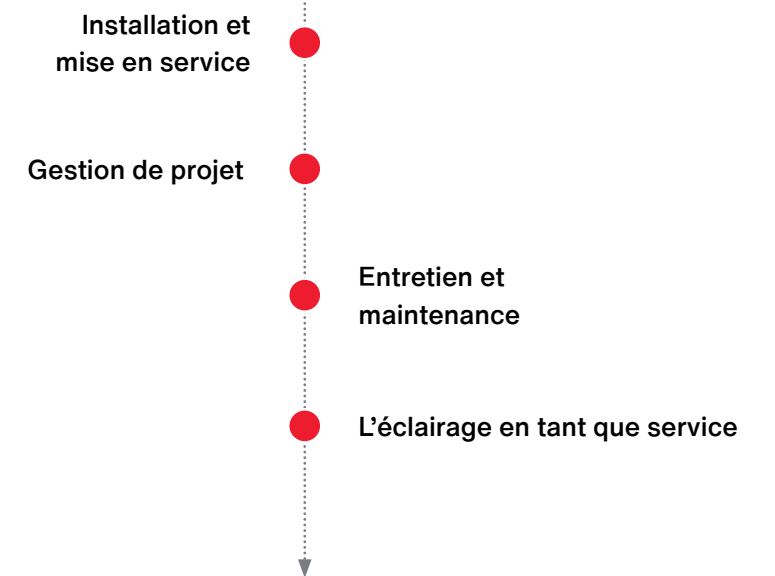 Installation et
mise en service
Gestion de projet
Entretien et
maintenance
L’éclairage en tant que service